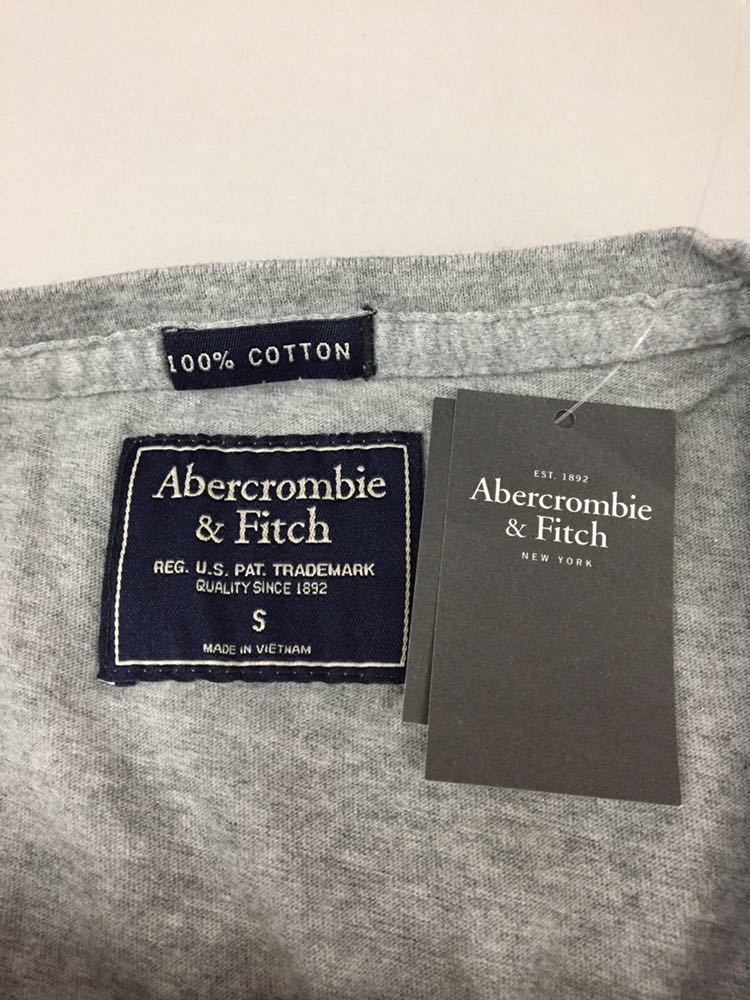 100% COTTON
Abercrombie
& Fitch
REG. U.S. PAT. TRADEMARK
QUALITY SINCE 1892
S
MADE IN VIETNAM
EST. 1892
Abercrombie
& Fitch
NEW YORK